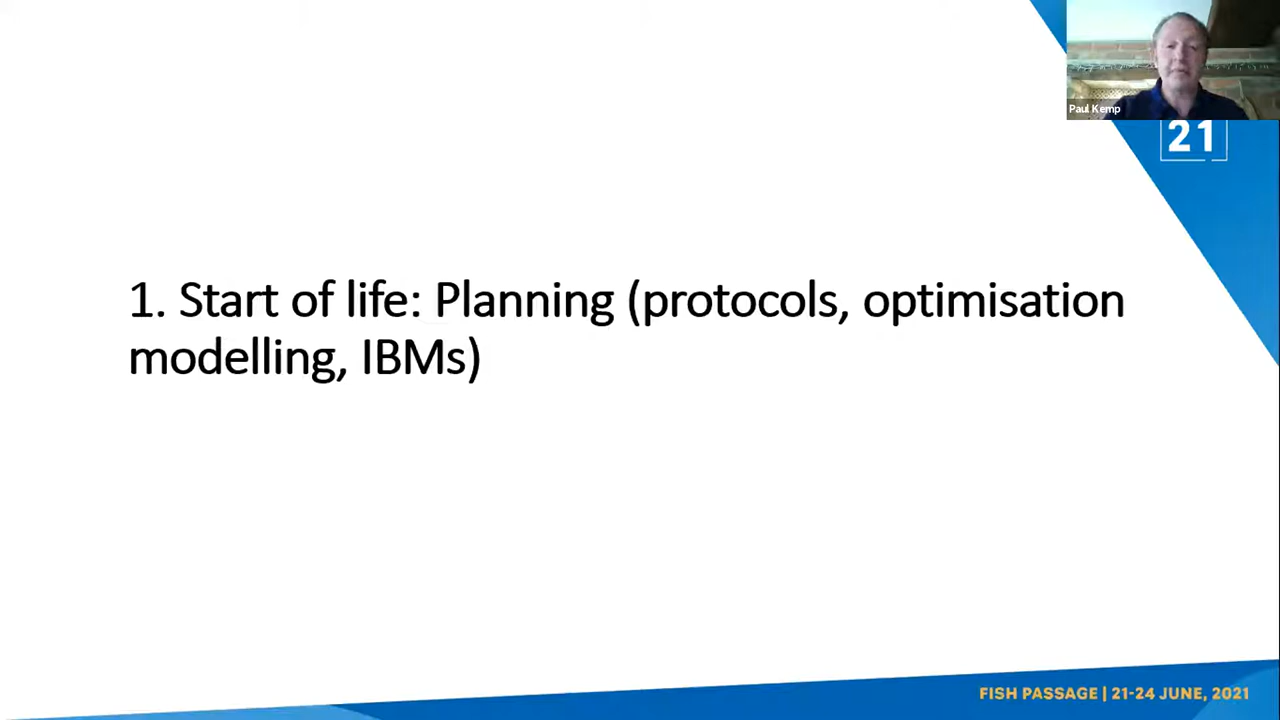 Paul Kemp
21
1. Start of life: Planning (protocols, optimisation
modelling, IBMs)
FISH PASSAGE | 21-24 JUNE, 2021